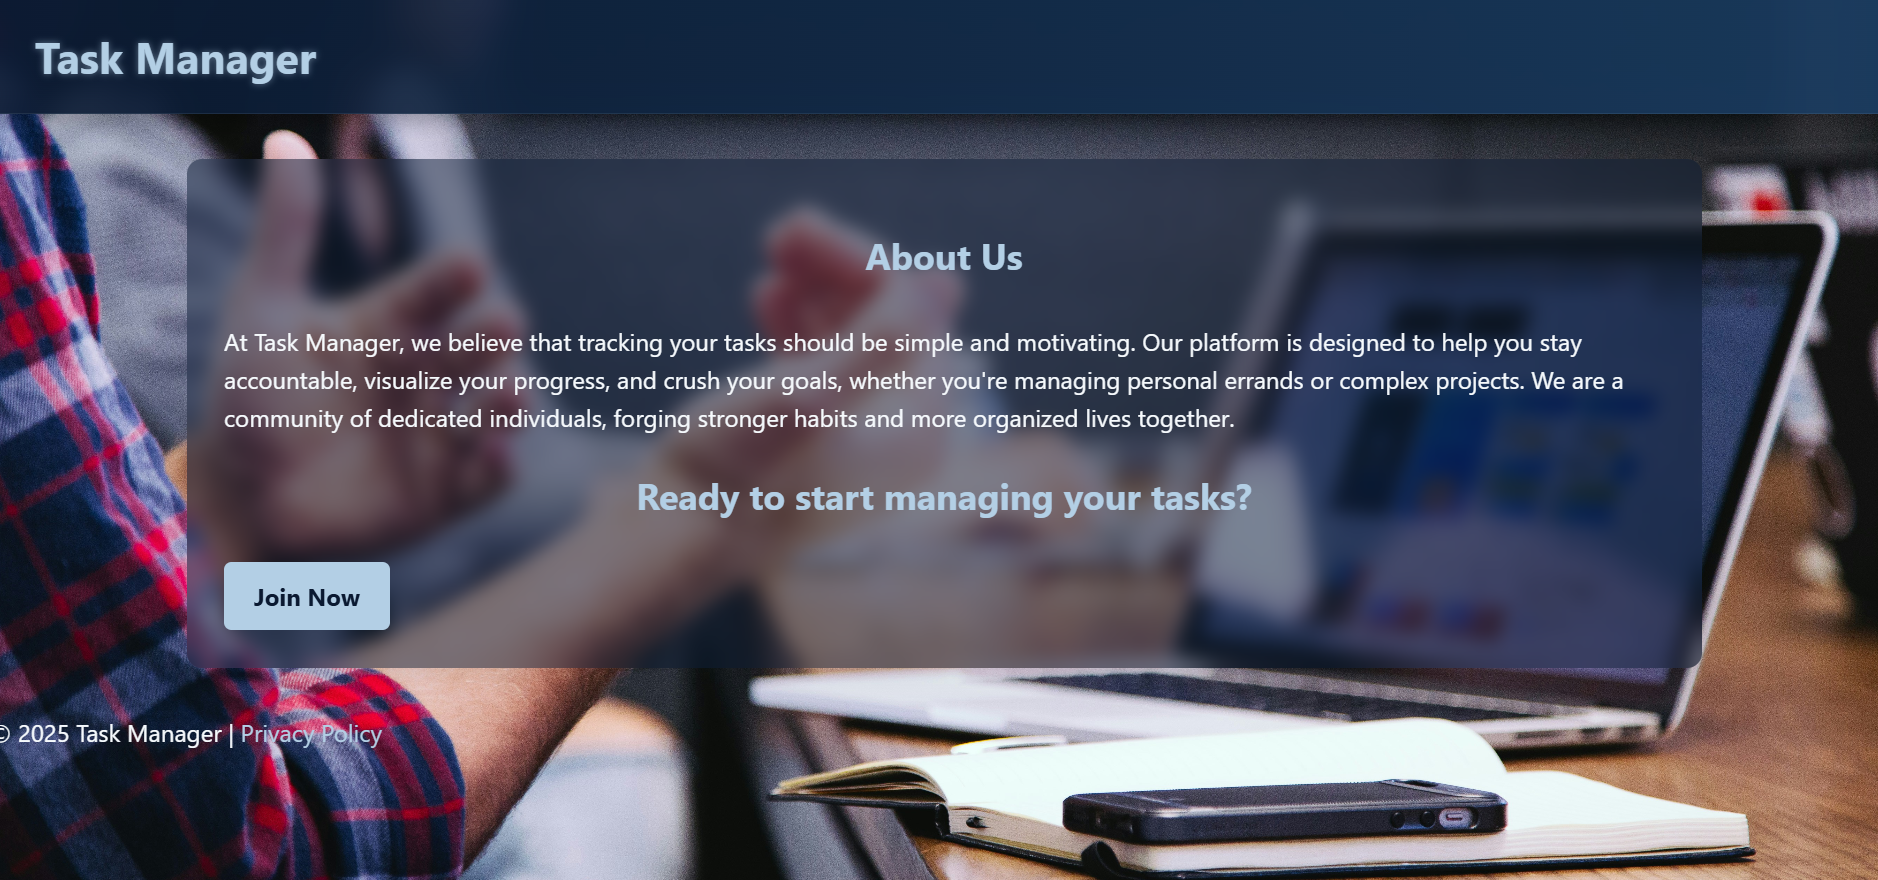 Task Manager
About Us
At Task Manager, we believe that tracking your tasks should be simple and motivating. Our platform is designed to help you stay
accountable, visualize your progress, and crush your goals, whether you're managing personal errands or complex projects. We are a
community of dedicated individuals, forging stronger habits and more organized lives together.
Ready to start managing your tasks?
Join Now
© 2025 Task Manager | Privacy Policy